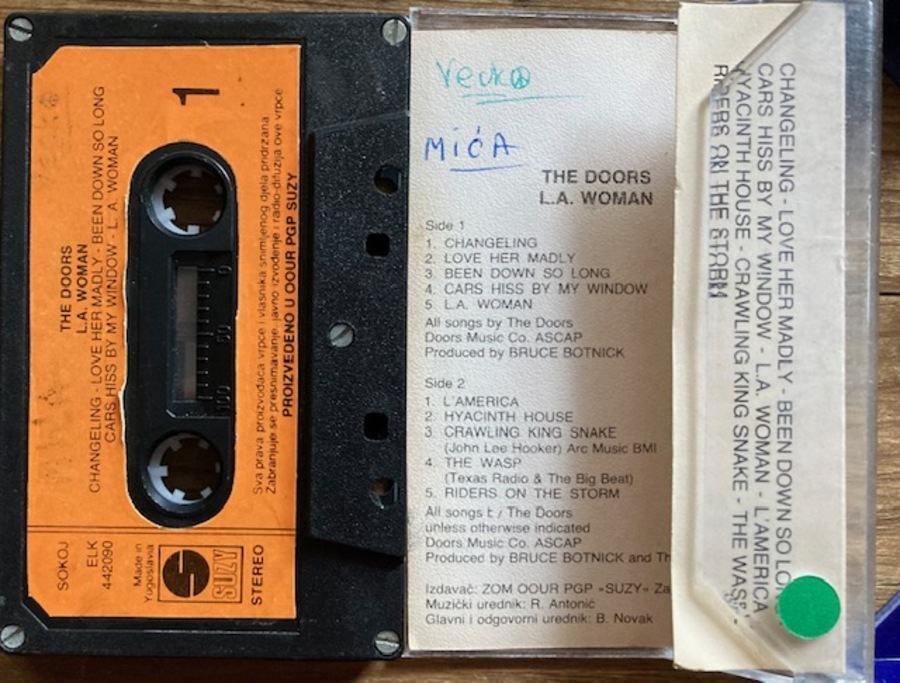 1
THE DOORS
L.A. WOMAN
CHANGELING - LOVE HER MADLY - BEEN DOWN SO LONG
CARS HISS BY MY WINDOW - L. A. WOMAN
0
50
100
Sva prava proizvođača vrpce i vlasnika snimljenog djela pridržana.
Zabranjuje se presnimavanje, javno izvođenje i radio-difuzija ove vrpce
PROIZVEDENO U OOUR PGP SUZY
SOKOJ
ELK
442090
Made in
Yugoslavia
SUZY
STEREO
MIĆA
THE DOORS
L.A. WOMAN
Side 1
1. CHANGELING
2. LOVE HER MADLY
3. BEEN DOWN SO LONG
4. CARS HISS BY MY WINDOW
5. L.A. WOMAN
All songs by The Doors
Doors Music Co. ASCAP
Produced by BRUCE BOTNICK
Side 2
1. L'AMERICA
2. HYACINTH HOUSE
3. CRAWLING KING SNAKE
(John Lee Hooker) Arc Music BMI
4. THE WASP
(Texas Radio & The Big Beat)
5. RIDERS ON THE STORM
All songs by The Doors
unless otherwise indicated
Doors Music Co. ASCAP
Produced by BRUCE BOTNICK and Th
Izdavač: ZOM OOUR PGP »SUZY« Za
Muzički urednik: R. Antonić
Glavni i odgovorni urednik: B. Novak
CHANGELING - LOVE HER MADLY - BEEN DOWN SO LON
CARS HISS BY MY WINDOW - L.A. WOMAN - L'AMERICA
HYACINTH HOUSE - CRAWLING KING SNAKE - THE WASP -
RIDERS ON THE STORM